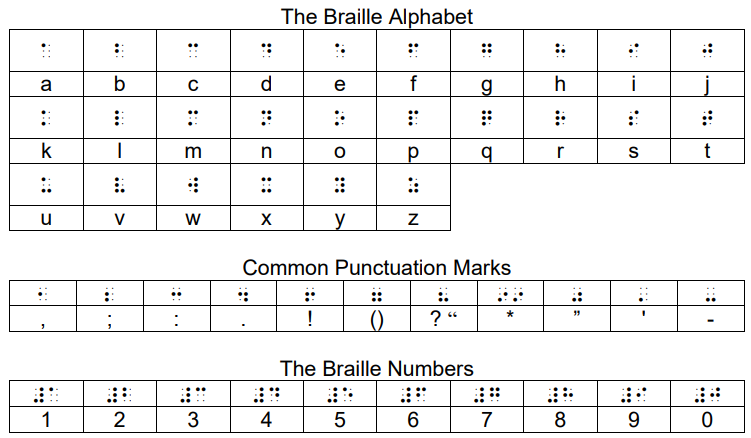 The Braille Alphabet
⠁ ⠃ ⠉ ⠙ ⠑ ⠋ ⠛ ⠓ ⠊ ⠚
a b c d e f g h i j
⠅ ⠇ ⠍ ⠝ ⠕ ⠏ ⠟ ⠗ ⠎ ⠞
k l m n o p q r s t
⠥ ⠧ ⠺ ⠭ ⠽ ⠵
u v w x y z
Common Punctuation Marks
⠂ ⠆ ⠒ ⠲ ⠖ ⠶ ⠦ ⠔⠔ ⠴ ⠄ ⠤
, ; : . ! () ? “ * ” ' -
The Braille Numbers
⠼⠁ ⠼⠃ ⠼⠉ ⠼⠙ ⠼⠑ ⠼⠋ ⠼⠛ ⠼⠓ ⠼⠊ ⠼⠚
1 2 3 4 5 6 7 8 9 0